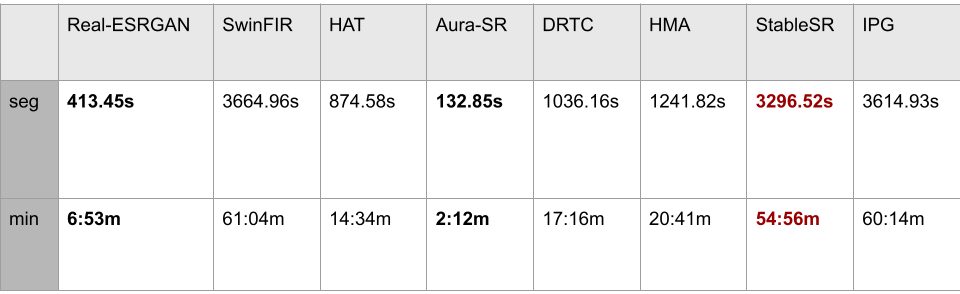 Real-ESRGAN SwinFIR HAT Aura-SR DRTC HMA StableSR IPG
seg 413.45s 3664.96s 874.58s 132.85s 1036.16s 1241.82s 3296.52s 3614.93s
min 6:53m 61:04m 14:34m 2:12m 17:16m 20:41m 54:56m 60:14m